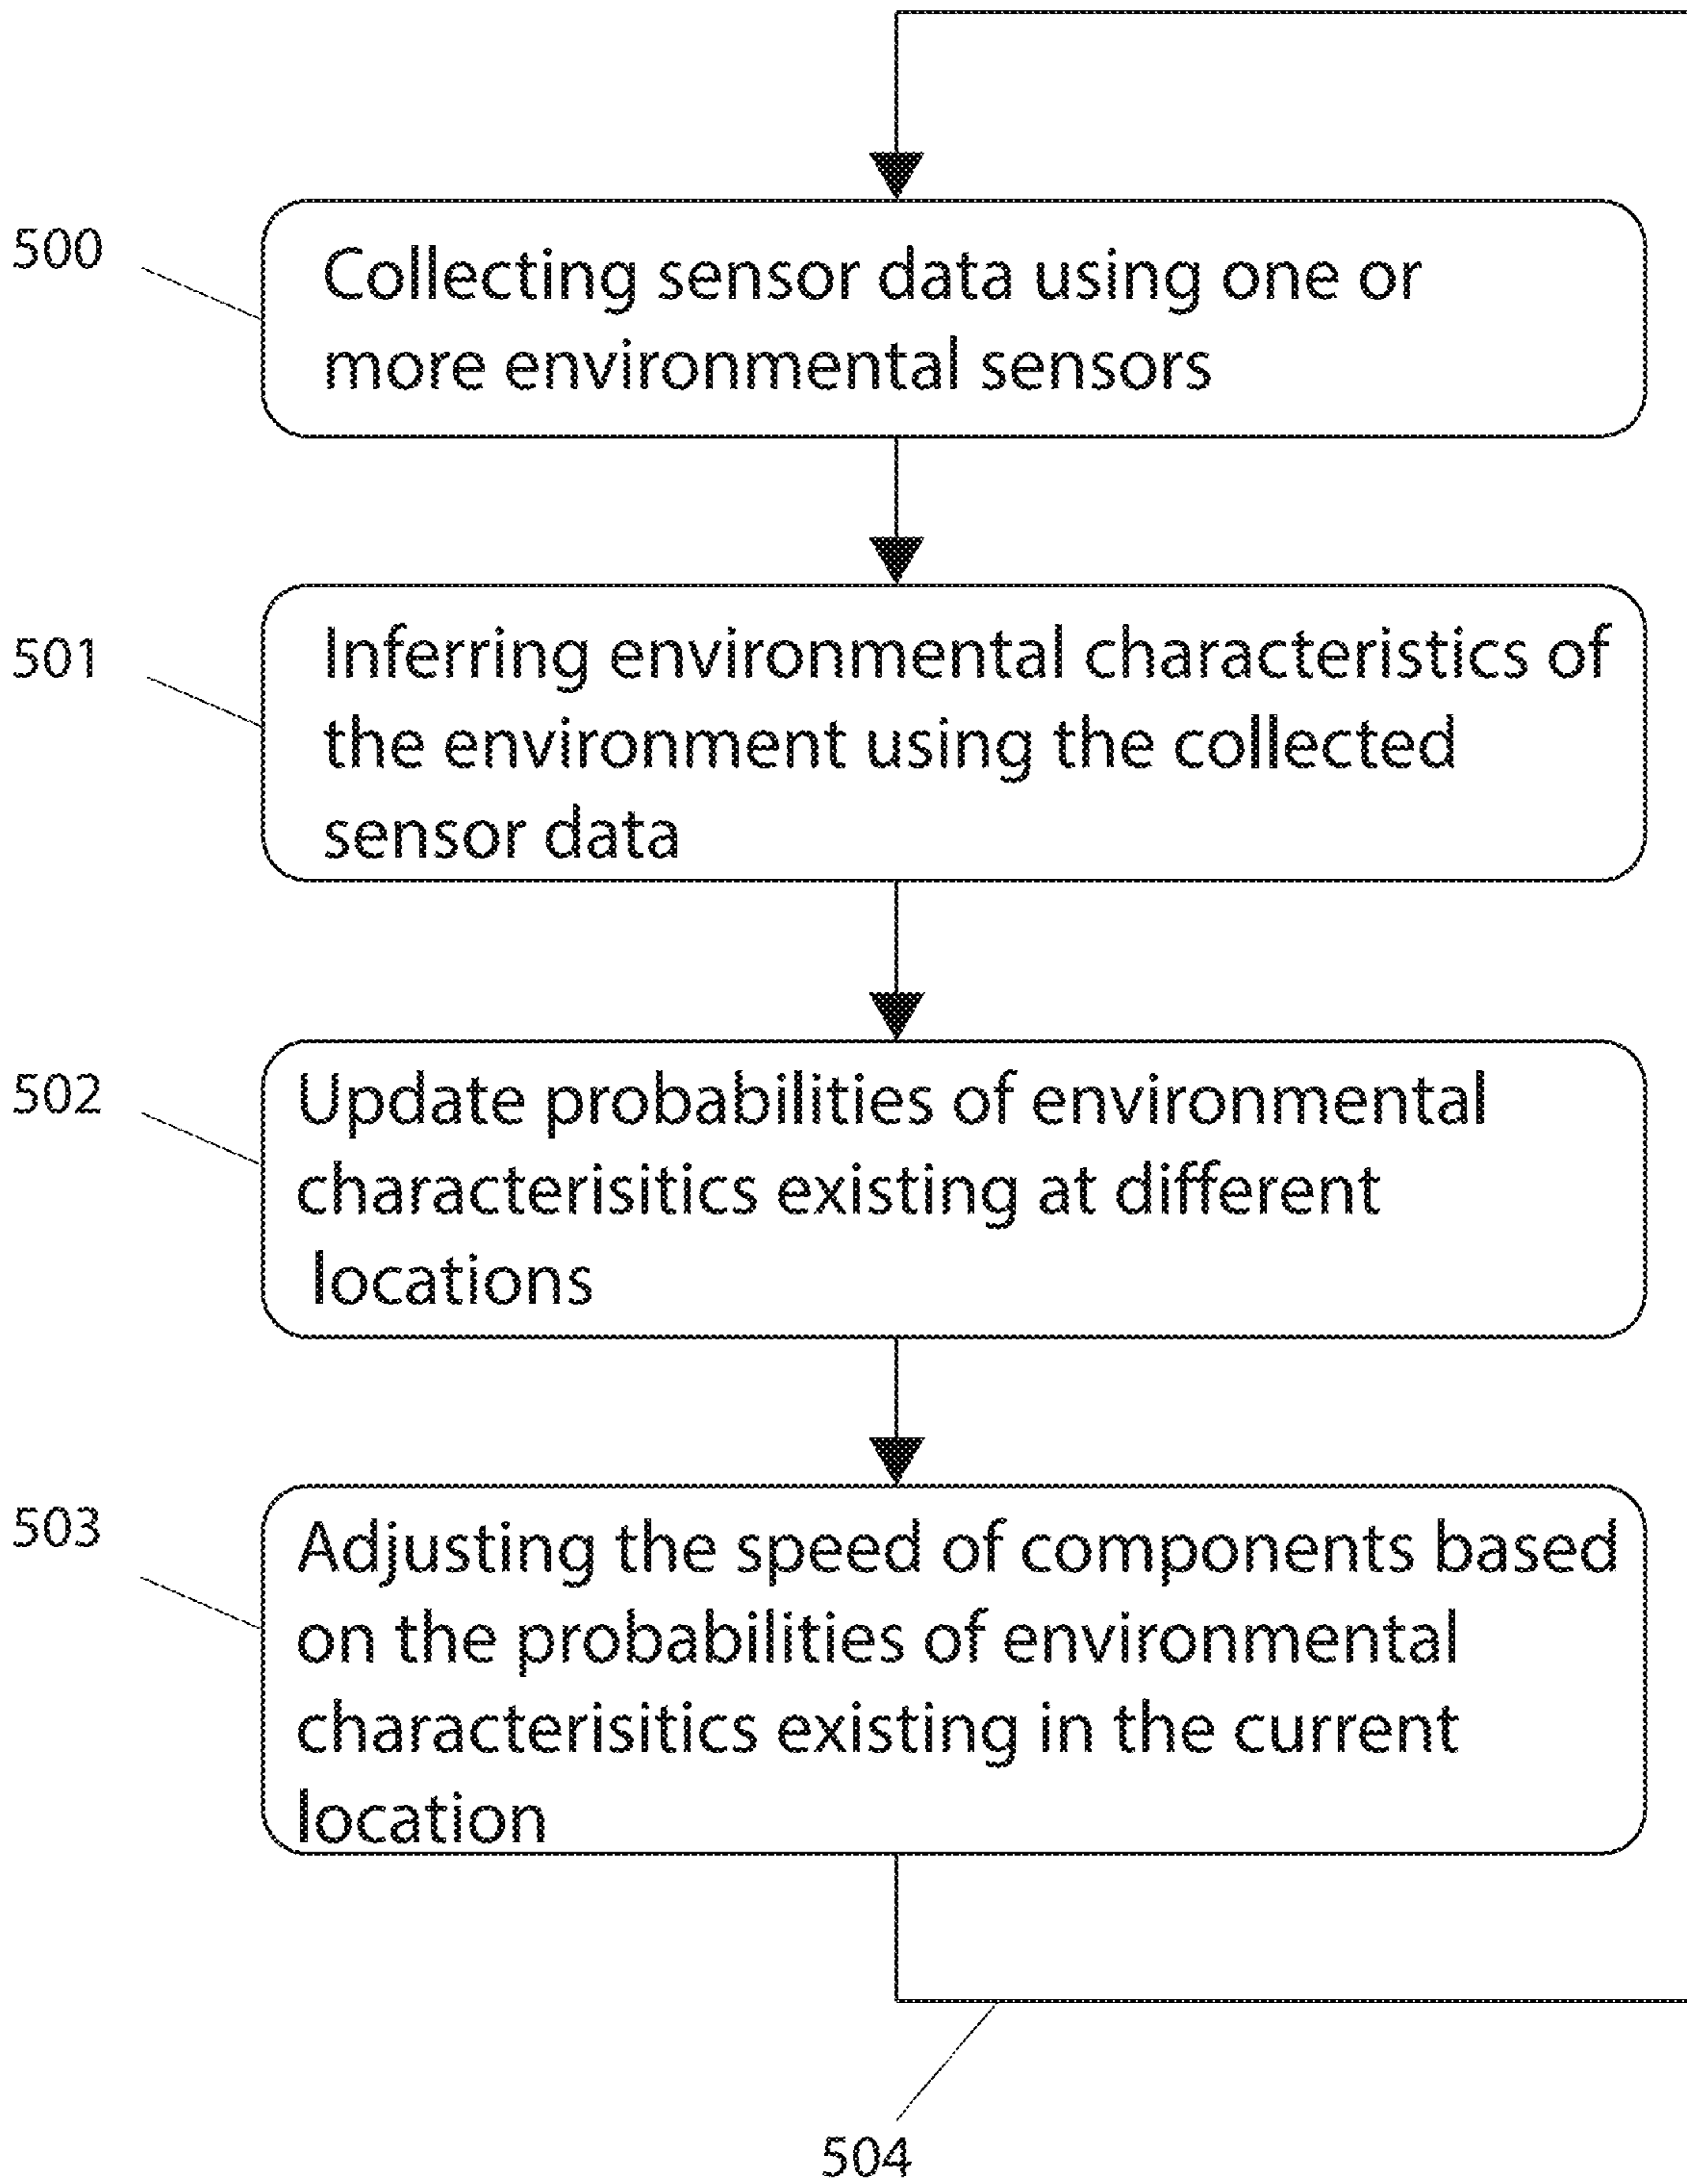 500
Collecting sensor data using one or
more environmental sensors
501
Inferring environmental characteristics of
the environment using the collected
sensor data
502
Update probabilities of environmental
characterisitics existing at different
locations
503
Adjusting the speed of components based
on the probabilities of environmental
characterisitics existing in the current
location
504